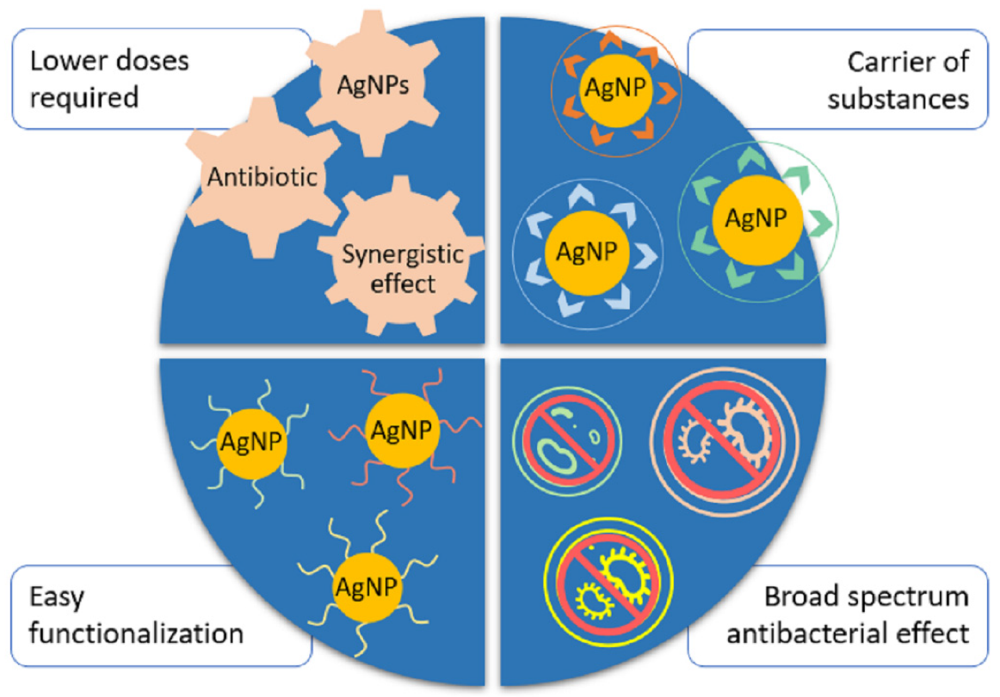 Lower doses
required
AgNPs
Antibiotic
Synergistic
effect
Carrier of
substances
AgNP
AgNP
AgNP
AgNP
AgNP
AgNP
Easy
functionalization
Broad spectrum
antibacterial effect